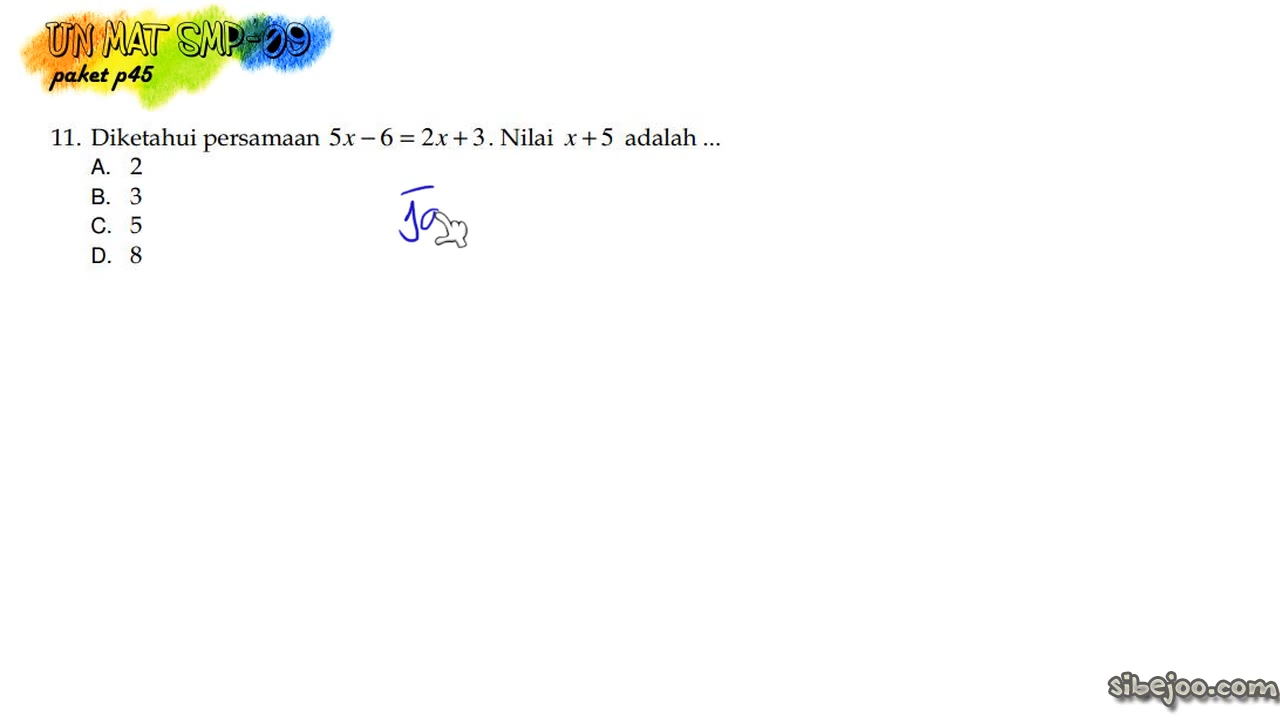 UN MAT SMP-09
paket p45
11. Diketahui persamaan 5x − 6 = 2x + 3. Nilai x + 5 adalah ...
A. 2
B. 3
C. 5
D. 8
Ja
sibejoo.com